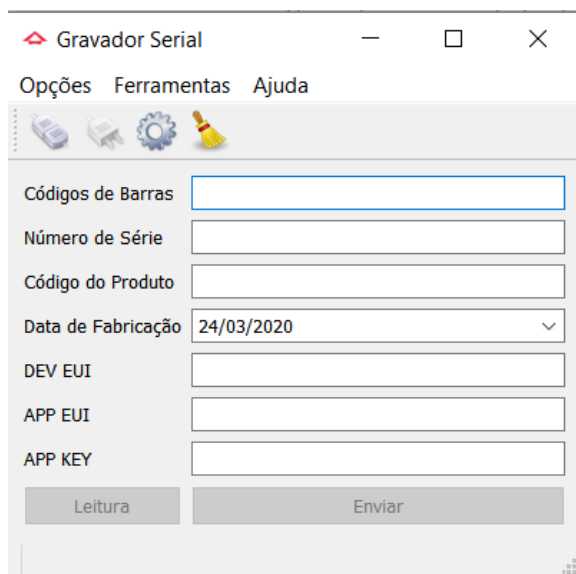 Gravador Serial
Opções Ferramentas Ajuda
Códigos de Barras
Número de Série
Código do Produto
Data de Fabricação 24/03/2020
DEV EUI
APP EUI
APP KEY
Leitura Enviar